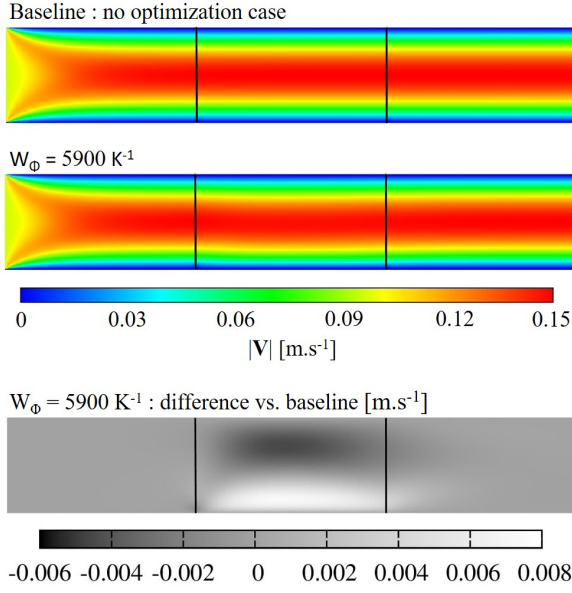 Baseline : no optimization case
WΦ = 5900 K⁻¹
0 0.03 0.06 0.09 0.12 0.15
|V| [m.s⁻¹]
WΦ = 5900 K⁻¹ : difference vs. baseline [m.s⁻¹]
-0.006 -0.004 -0.002 0 0.002 0.004 0.006 0.008